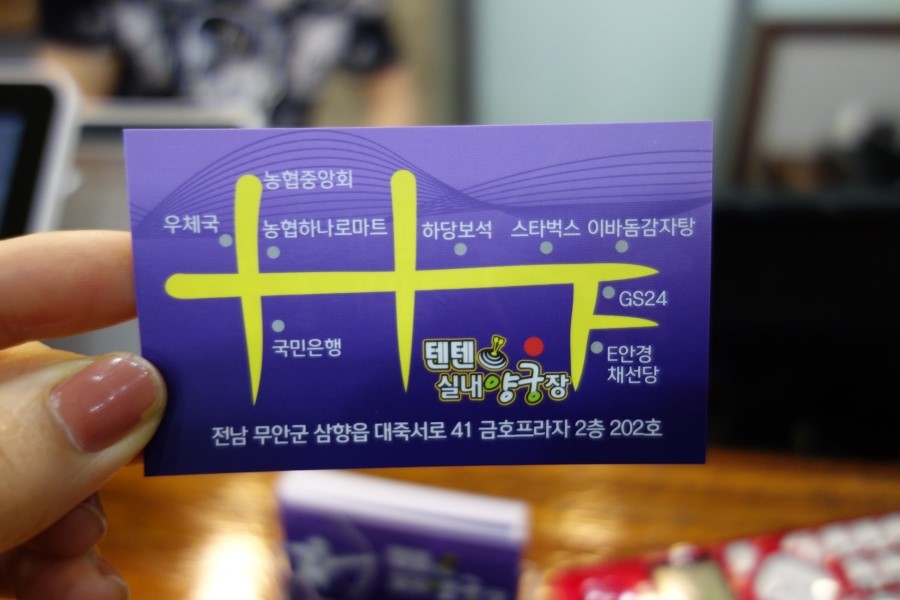 농협중앙회
우체국
농협하나로마트
하당보석
스타벅스
이바돔감자탕
GS24
국민은행
텐텐
실내양궁장
E안경
채선당
전남 무안군 삼향읍 대죽서로 41 금호프라자 2층 202호